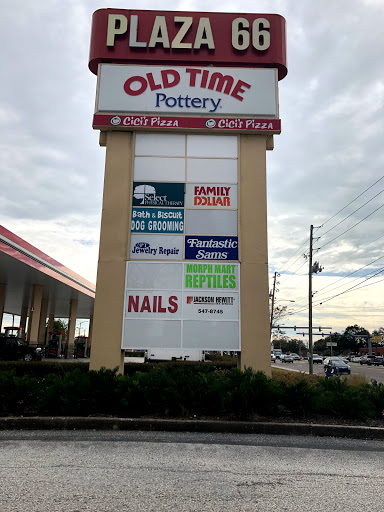 PLAZA 66
OLD TIME
Pottery
CiCi's Pizza CiCi's Pizza
Select
PHYSICAL THERAPY
FAMILY
DOLLAR
Bath & Biscuit
DOG GROOMING
Jewelry Repair
Fantastic
Sams
MORPH MART
REPTILES
NAILS
JACKSON HEWITT
547-8745